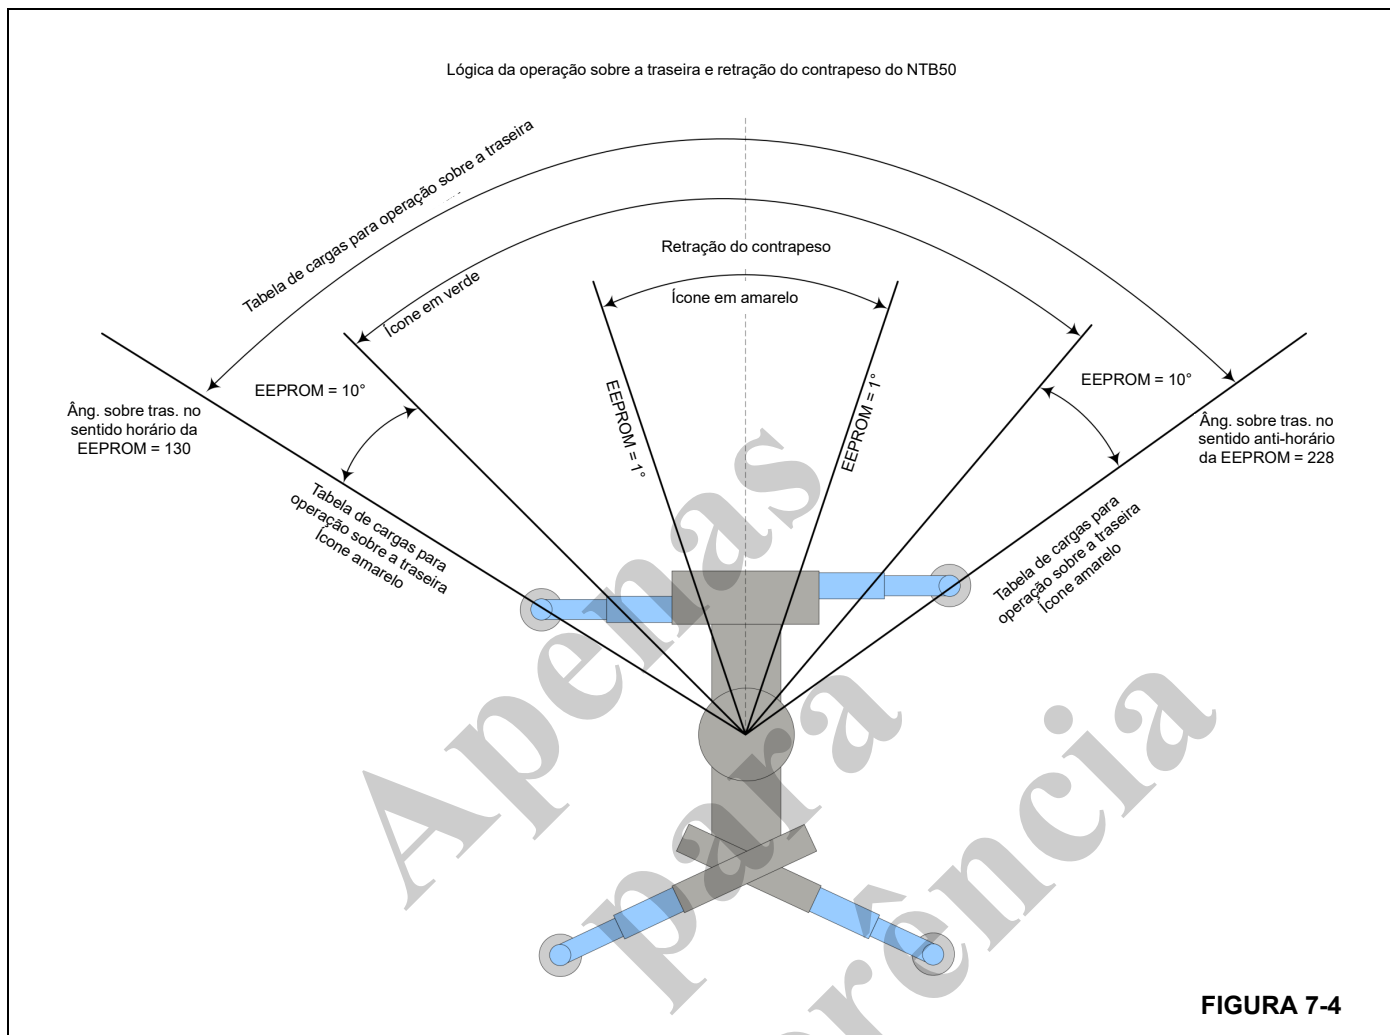 Lógica da operação sobre a traseira e retração do contrapeso do NTB50
Tabela de cargas para operação sobre a traseira
Retração do contrapeso
Ícone em verde
Ícone em amarelo
EEPROM = 10°
EEPROM = 1°
EEPROM = 1°
EEPROM = 10°
Âng. sobre tras. no
sentido horário da
EEPROM = 130
Âng. sobre tras. no
sentido anti-horário
da EEPROM = 228
Tabela de cargas para
operação sobre a traseira
Ícone amarelo
Tabela de cargas para
operação sobre a traseira
Ícone amarelo
Apenas
para
FIGURA 7-4